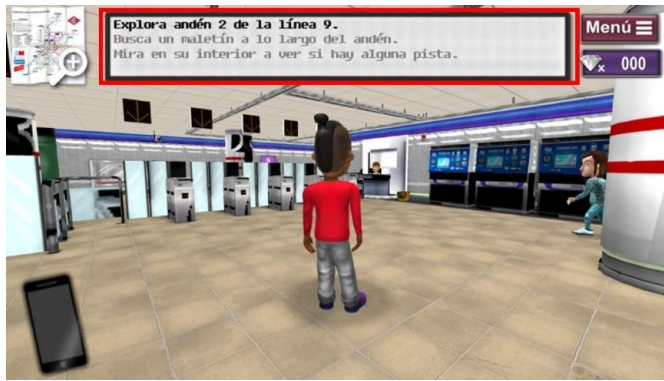 Explora andén 2 de la línea 9.
Busca un maletín a lo largo del andén.
Mira en su interior a ver si hay alguna pista.
Menú
x 000